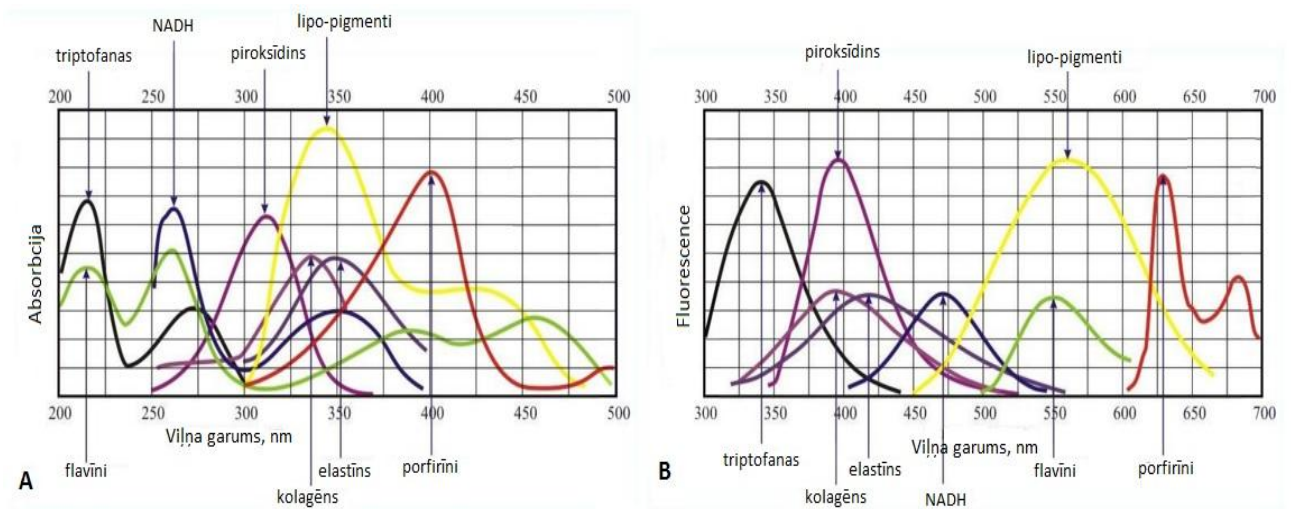 lipo-pigmenti
NADH
triptofanas
piroksīdins
200 250 300 350 400 450 500
Absorbcija
200 250 300 350 400 450 500
Viļņa garums, nm
A
flavīni
elastīns
porfirīni
kolagēns
piroksīdins
lipo-pigmenti
300 350 400 450 500 550 600 650 700
Fluorescence
300 350 400 450 500 550 600 650 700
Viļņa garums, nm
B
triptofanas
elastīns
flavīni
porfirīni
kolagēns
NADH